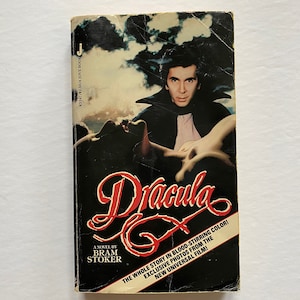 Dracula
A NOVEL BY
BRAM
STOKER
THE WHOLE STORY IN BLOOD-STIRRING COLOR!
EXCLUSIVE PHOTOS FROM THE
NEW UNIVERSAL FILM!